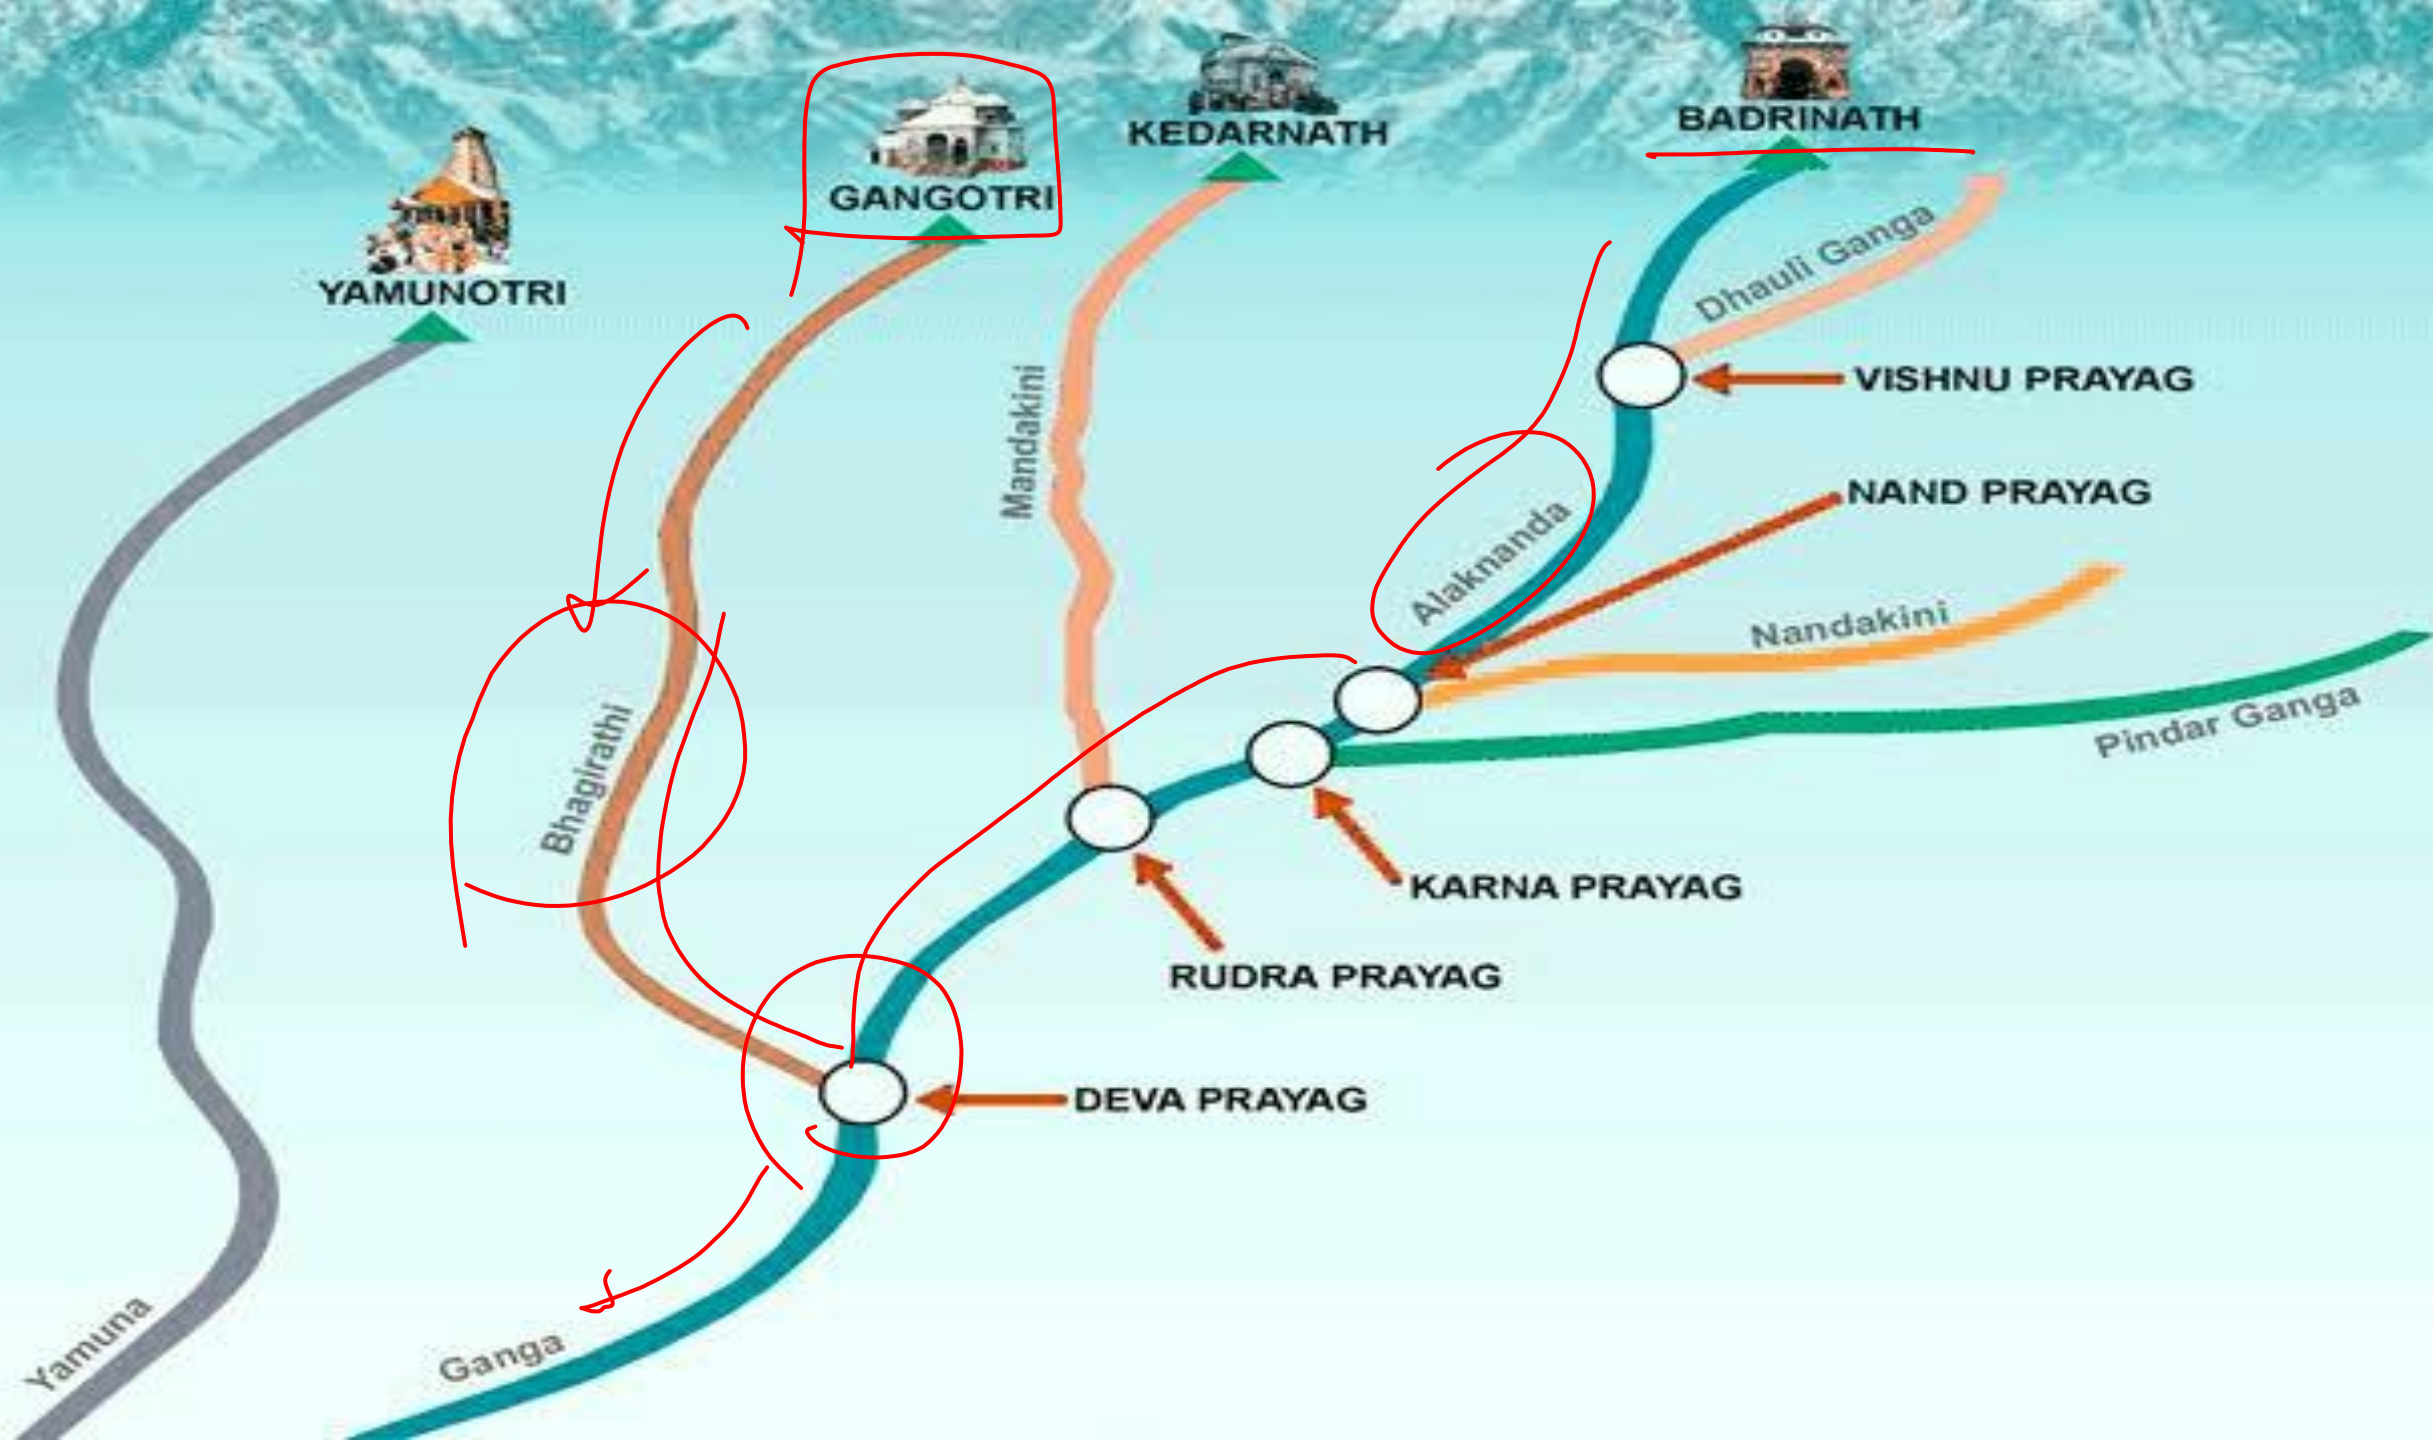 BADRINATH
KEDARNATH
GANGOTRI
YAMUNOTRI
Dhauli Ganga
VISHNU PRAYAG
Mandakini
NAND PRAYAG
Alaknanda
Nandakini
Pindar Ganga
Bhagirathi
KARNA PRAYAG
RUDRA PRAYAG
DEVA PRAYAG
Yamuna
Ganga